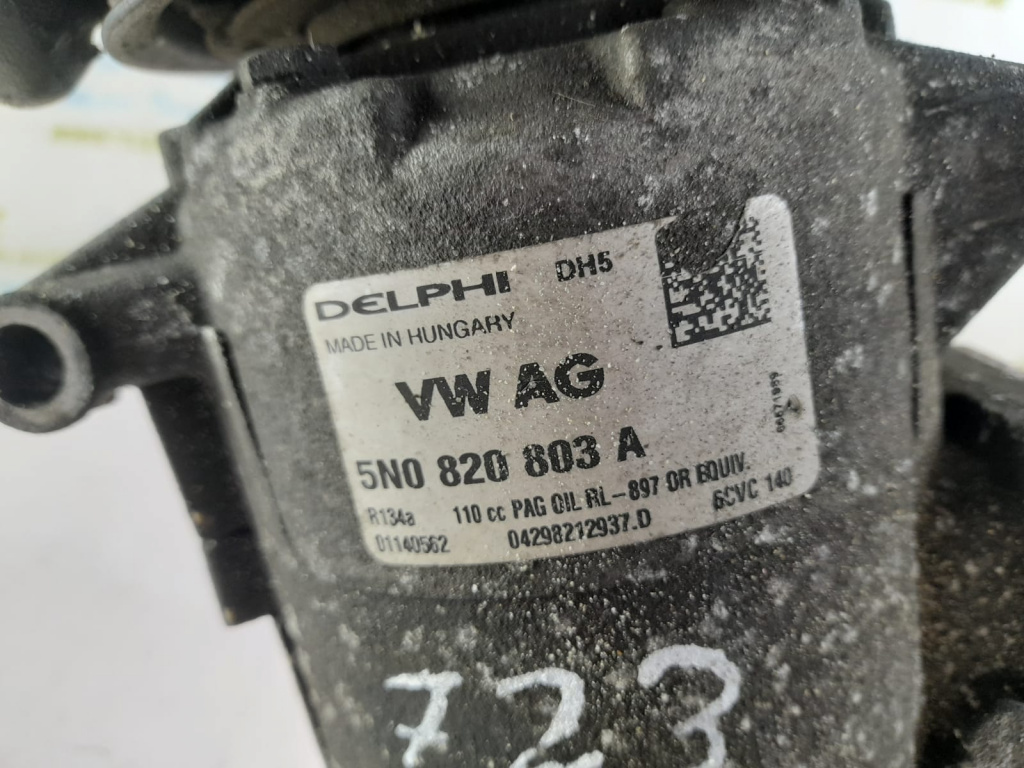 DELPHI DH5
MADE IN HUNGARY
VW AG
5N0 820 803 A
R134a 110 cc PAG OIL RL-897 OR EQUIV.
01140562 04298212937.D 6CVC 140
723